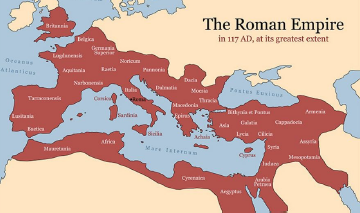 The Roman Empire
in 117 AD, at its greatest extent
Britannia
Belgica
Lugdunensis
Germania
Superior
Noricum
Aquitania
Raetia
Pannonia
Dacia
Narbonensis
Italia
Dalmatia
Moesia
Oceanus
Atlanticus
Pontus Euxinus
Tarraconensis
Corsica
Rome
Thracia
Macedonia
Bithynia et Pontus
Armenia
Lusitania
Sardinia
Epirus
Asia
Galatia
Cappadocia
Baetica
Sicilia
Achaia
Lycia
Cilicia
Assyria
Mauretania
Africa
Mare Internum
Cyprus
Syria
Mesopotamia
Iudaea
Cyrenaica
Arabia
Petraea
Aegyptus